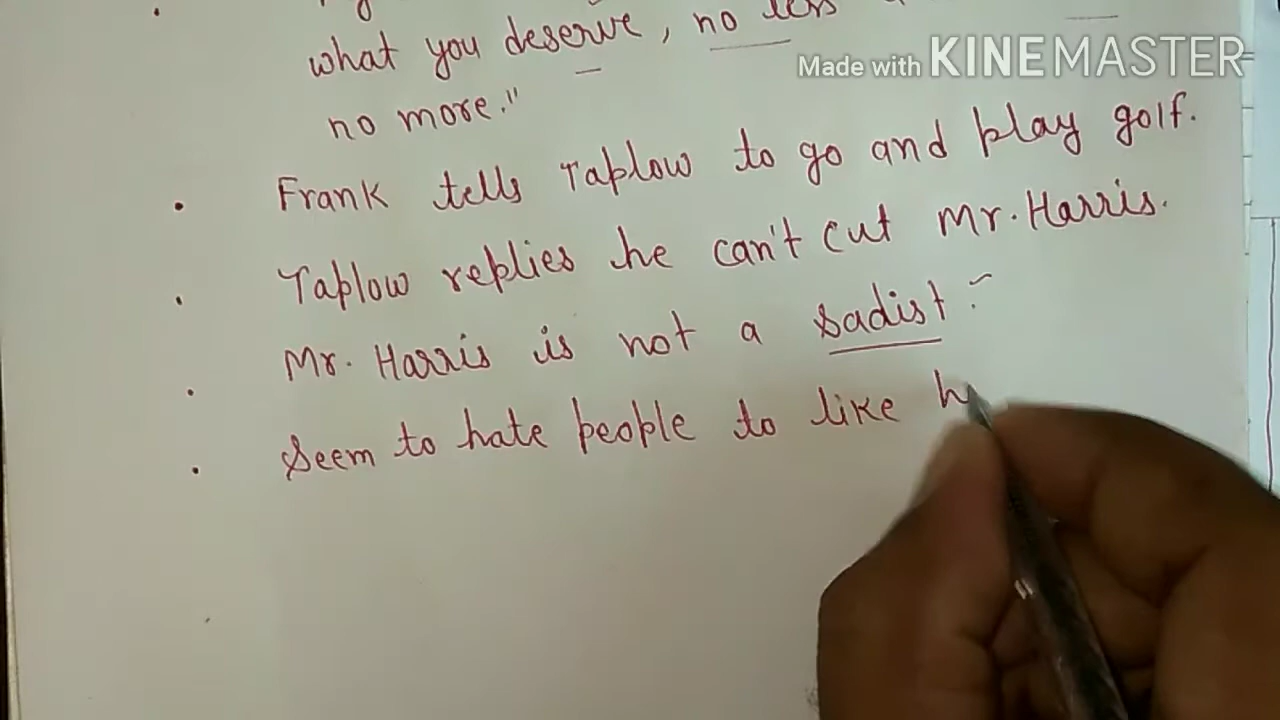 what you deserve, no less
no more."
Made with KINEMASTER
• Frank tells Taplow to go and play golf.
• Taplow replies he can't cut Mr. Harris.
• Mr. Harris is not a sadist :-
• Seem to hate people to like h